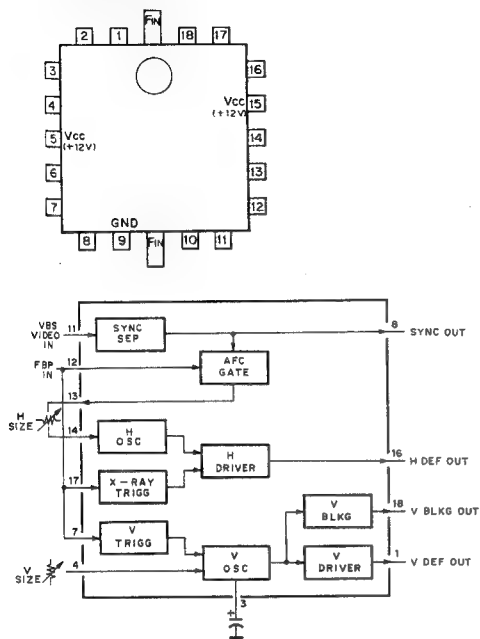 FIN
2 1 18 17
3 16
4 VCC 15
(+12V)
5 VCC 14
(+12V)
6 13
7 12
GND
8 9 FIN 10 11
VBS
VIDEO
IN
11
SYNC
SEP
8
SYNC OUT
FBP
IN
12
AFC
GATE
13
H
SIZE
14
H
OSC
H
DRIVER
16
H DEF OUT
17
X-RAY
TRIGG
V
BLKG
18
V BLKG OUT
7
V
TRIGG
V
SIZE
4
V
OSC
V
DRIVER
1
V DEF OUT
3
+